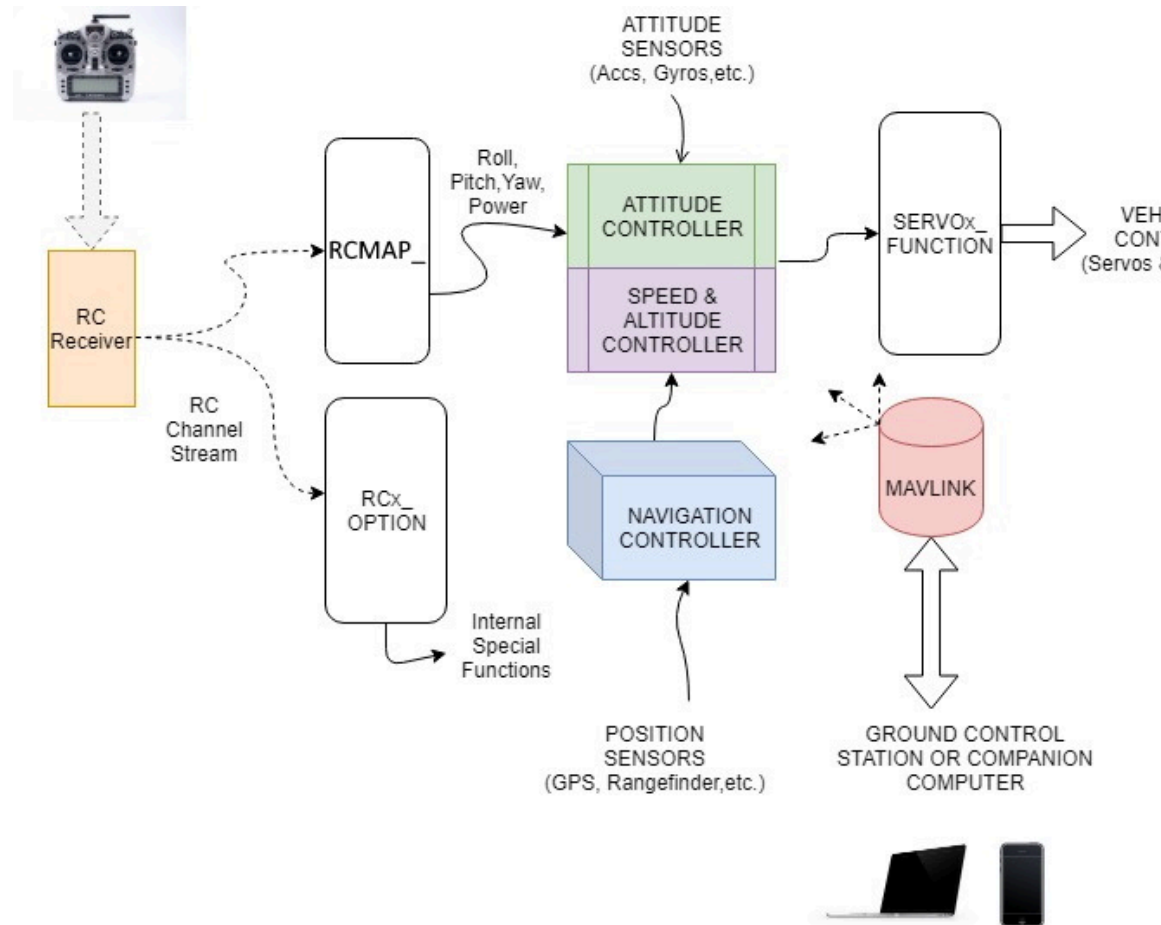 ATTITUDE
SENSORS
(Accs, Gyros,etc.)
Roll,
Pitch,Yaw,
Power
RCMAP_
ATTITUDE
CONTROLLER
SERVOx_
FUNCTION
VEH
CONT
(Servos &
SPEED &
ALTITUDE
CONTROLLER
RC
Receiver
RC
Channel
Stream
RCx_
OPTION
NAVIGATION
CONTROLLER
MAVLINK
Internal
Special
Functions
POSITION
SENSORS
(GPS, Rangefinder,etc.)
GROUND CONTROL
STATION OR COMPANION
COMPUTER